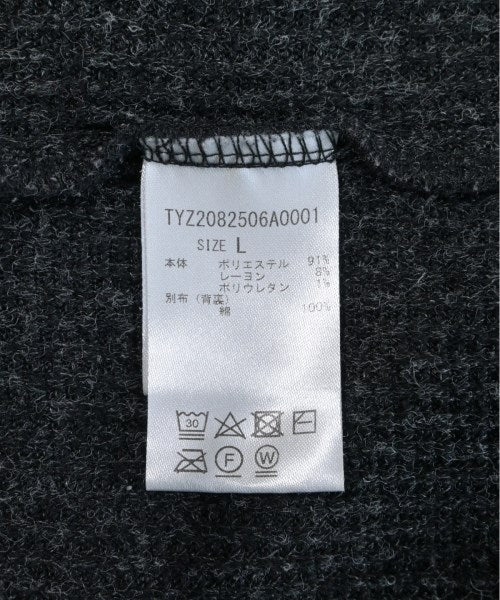 TYZ2082506A0001
SIZE L
本体 ポリエステル 91%
レーヨン 8%
ポリウレタン 1%
別布(背裏)
綿 100%
30
F W